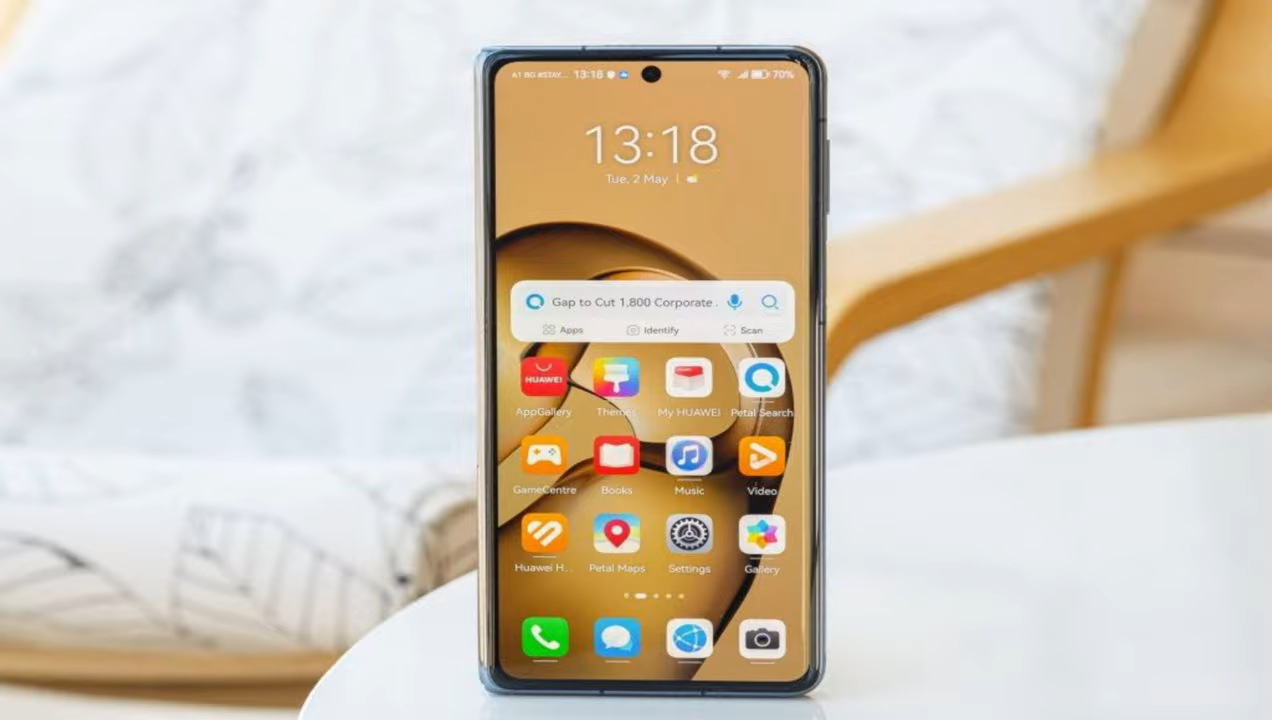 A1 BG #STAY... 13:18 70%
13:18
Tue, 2 May
Gap to Cut 1,800 Corporate .
Apps Identify Scan
HUAWEI
AppGallery Themes My HUAWEI Petal Search
GameCentre Books Music Video
Huawei H.. Petal Maps Settings Gallery